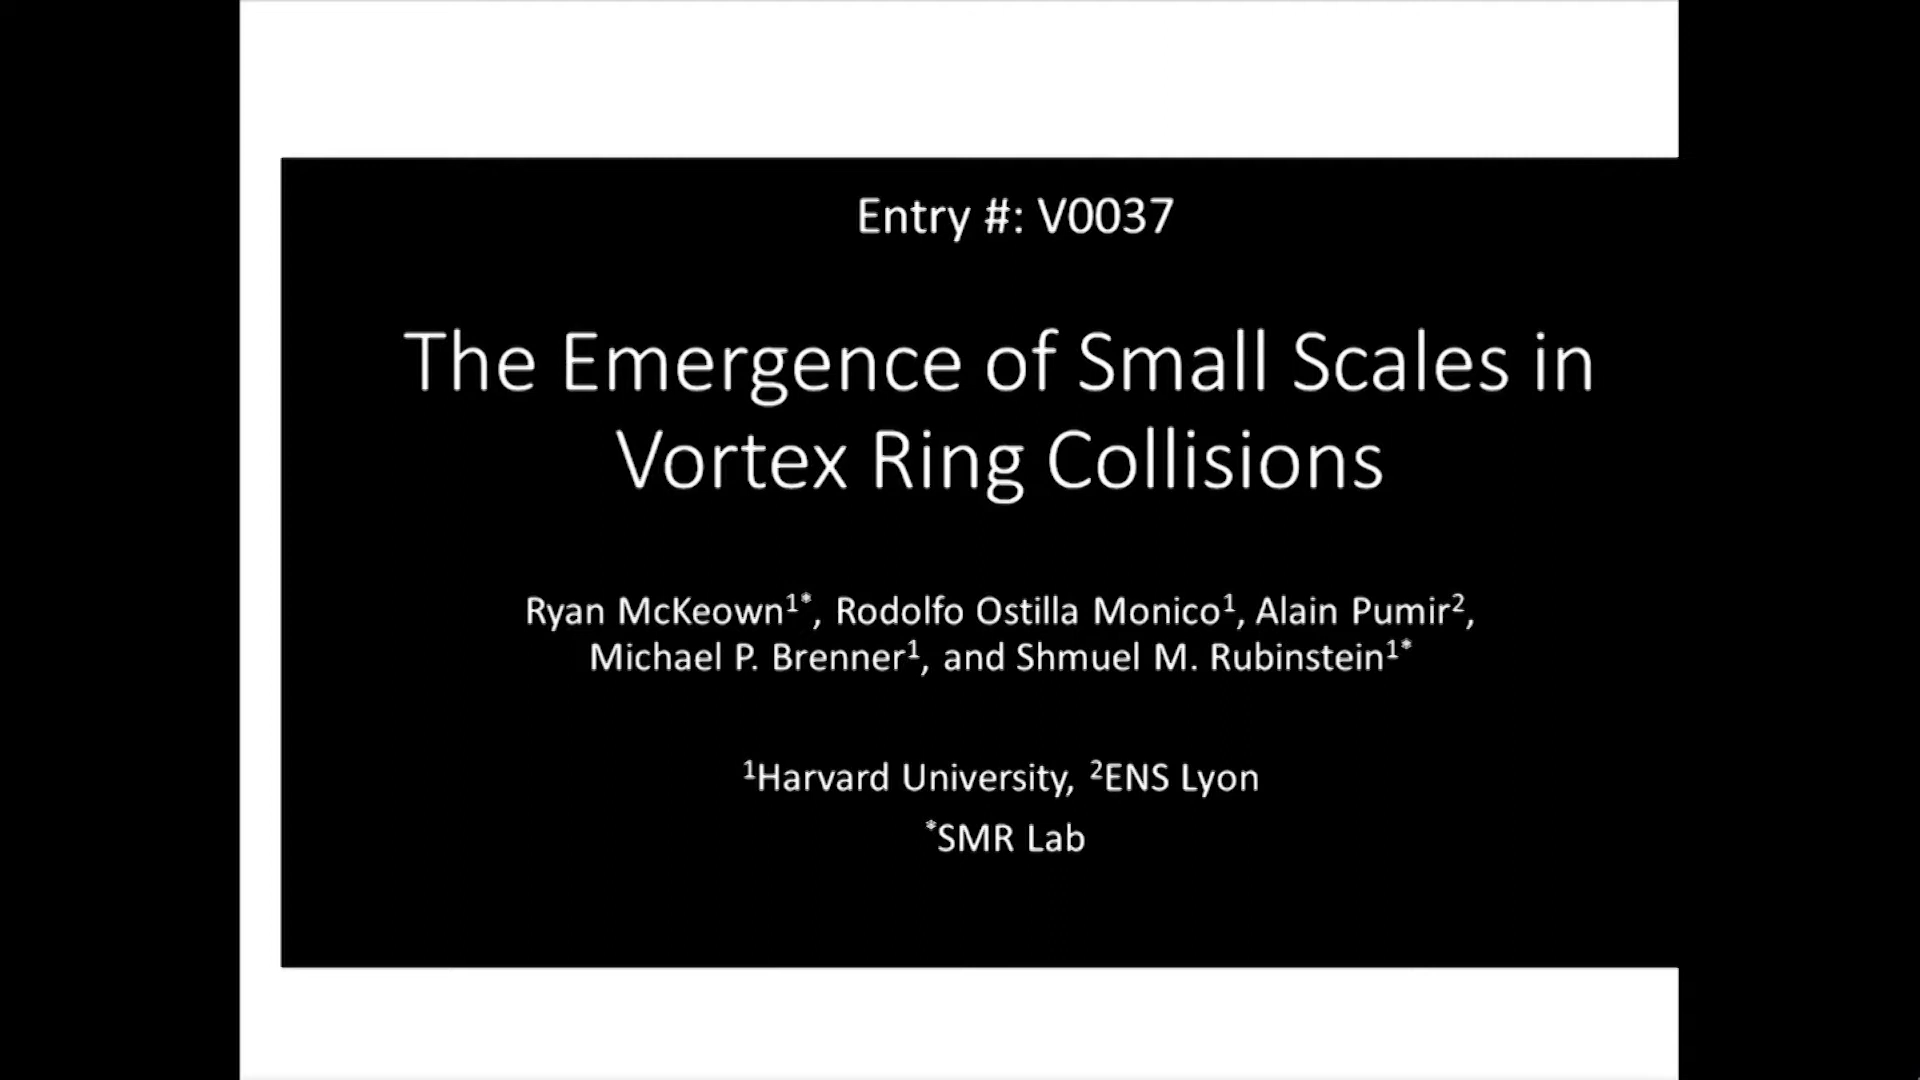 Entry #: V0037
The Emergence of Small Scales in
Vortex Ring Collisions
Ryan McKeown¹*, Rodolfo Ostilla Monico¹, Alain Pumir²,
Michael P. Brenner¹, and Shmuel M. Rubinstein¹*
¹Harvard University, ²ENS Lyon
*SMR Lab